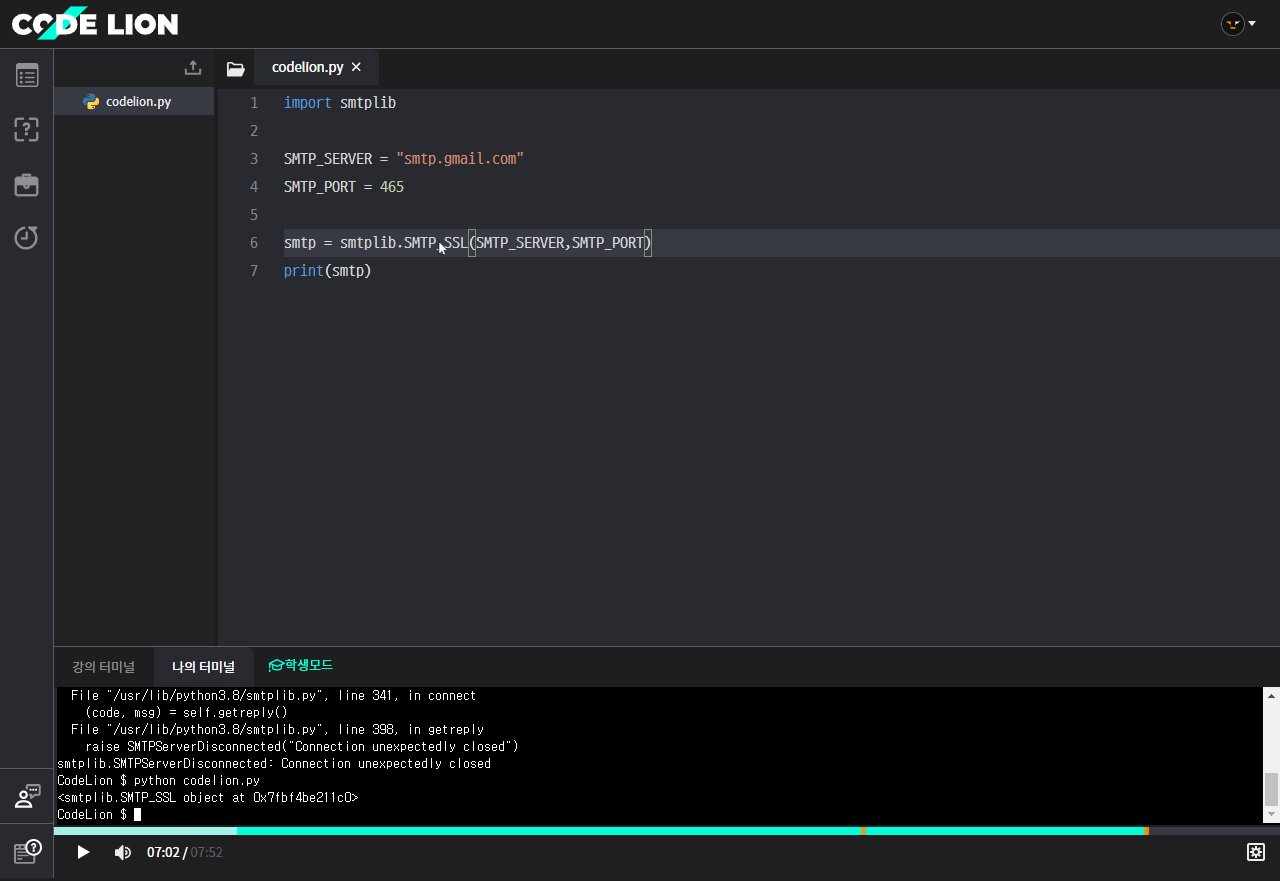 CODE LION
codelion.py
codelion.py ×
1 import smtplib
2
3 SMTP_SERVER = "smtp.gmail.com"
4 SMTP_PORT = 465
5
6 smtp = smtplib.SMTP_SSL(SMTP_SERVER,SMTP_PORT)
7 print(smtp)
강의 터미널 나의 터미널 학생모드
File "/usr/lib/python3.8/smtplib.py", line 341, in connect
(code, msg) = self.getreply()
File "/usr/lib/python3.8/smtplib.py", line 398, in getreply
raise SMTPServerDisconnected("Connection unexpectedly closed")
smtplib.SMTPServerDisconnected: Connection unexpectedly closed
CodeLion $ python codelion.py
<smtplib.SMTP_SSL object at 0x7fbf4be211c0>
CodeLion $
07:02 / 07:52